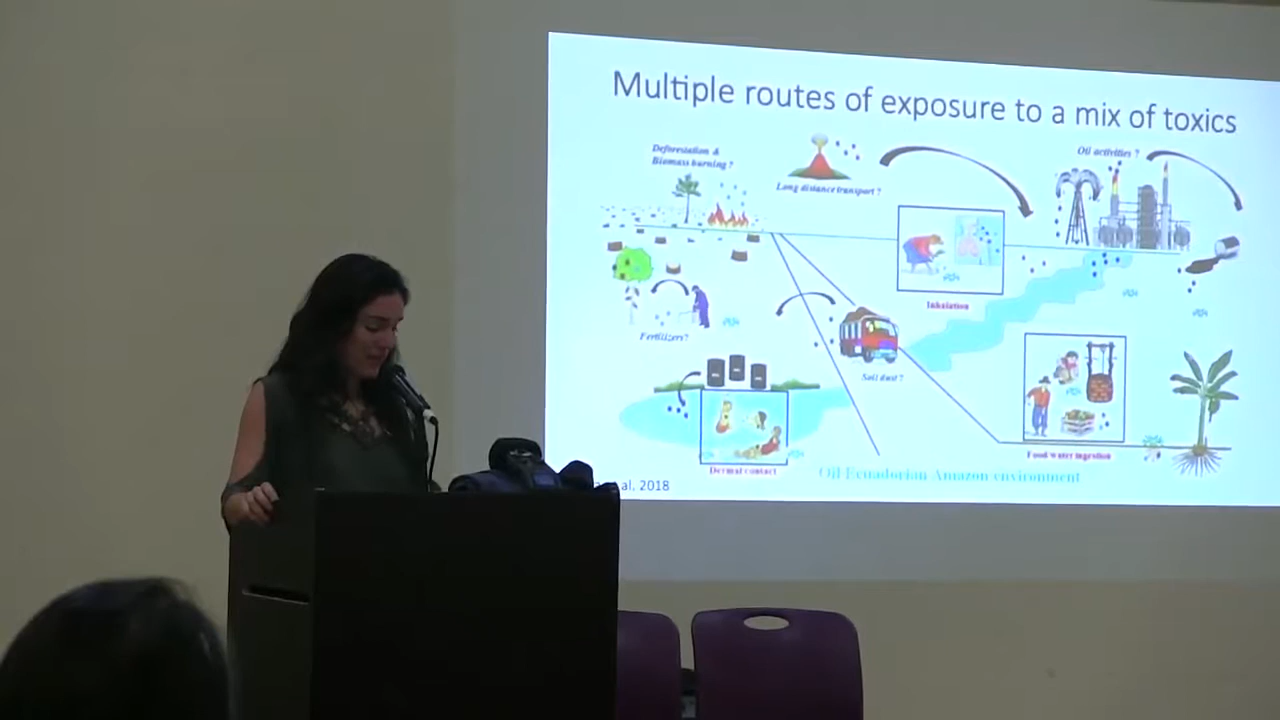 Multiple routes of exposure to a mix of toxics
Deforestation &
Biomass burning ?
Long distance transport ?
Oil activities ?
Inhalation
Fertilizers?
Soil dust ?
Dermal contact
Food water ingestion
Oil Ecuadorian Amazon environment
al, 2018